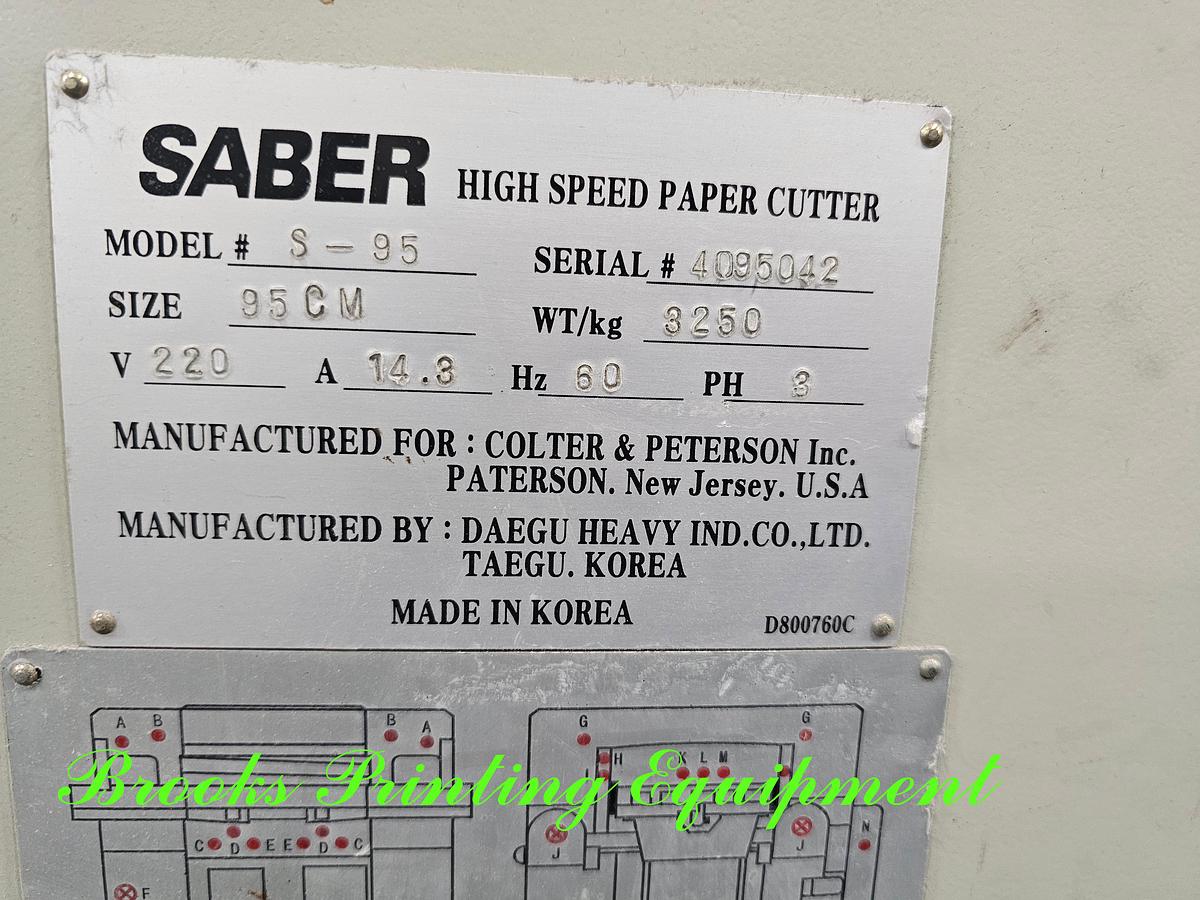 SABER HIGH SPEED PAPER CUTTER
MODEL # S-95 SERIAL # 4095042
SIZE 95CM WT/kg 3250
V 220 A 14.3 Hz 60 PH 3
MANUFACTURED FOR : COLTER & PETERSON Inc.
PATERSON. New Jersey. U.S.A
MANUFACTURED BY : DAEGU HEAVY IND.CO.,LTD.
TAEGU. KOREA
MADE IN KOREA D800760C
A B B A G G
H K L M
Brooks Printing Equipment
C D E E D C J J N
F